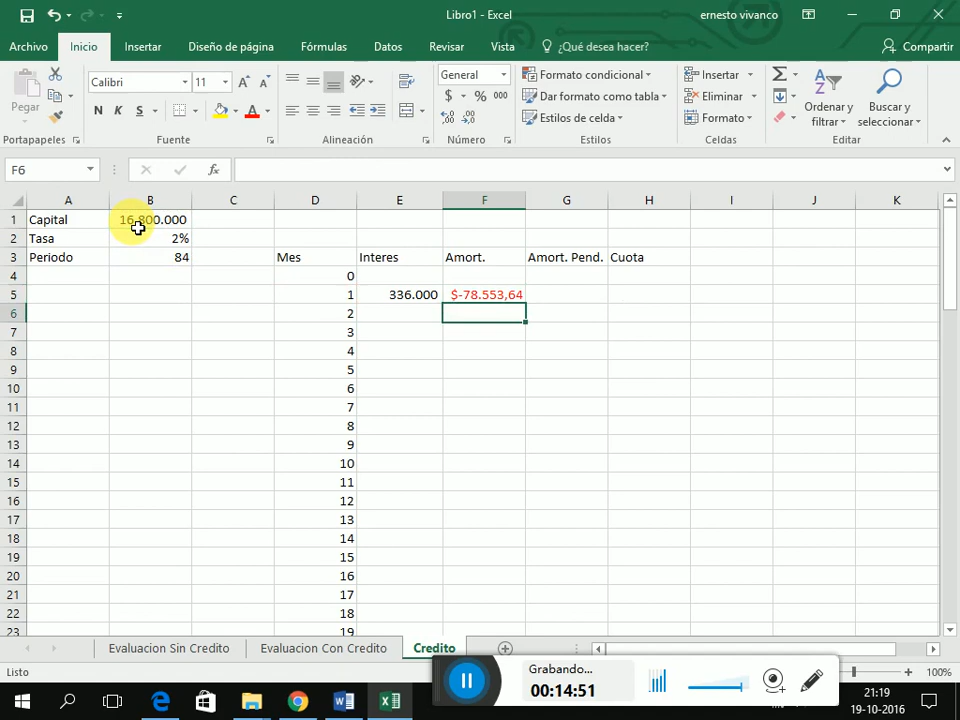 Libro1 - Excel
ernesto vivanco
Archivo Inicio Insertar Diseño de página Fórmulas Datos Revisar Vista ¿Qué desea hacer? Compartir
Pegar
Calibri 11
N K S
General
$ % 000
Formato condicional
Dar formato como tabla
Estilos de celda
Insertar
Eliminar
Formato
Ordenar y filtrar
Buscar y seleccionar
Portapapeles Fuente Alineación Número Estilos Celdas Editar
F6 fx
A B C D E F G H I J K
1 Capital 16.800.000
2 Tasa 2%
3 Periodo 84 Mes Interes Amort. Amort. Pend. Cuota
4 0
5 1 336.000 $-78.553,64
6 2
7 3
8 4
9 5
10 6
11 7
12 8
13 9
14 10
15 11
16 12
17 13
18 14
19 15
20 16
21 17
22 18
23 19
Evaluacion Sin Credito Evaluacion Con Credito Credito
Listo
100%
Grabando...
00:14:51
21:19
19-10-2016